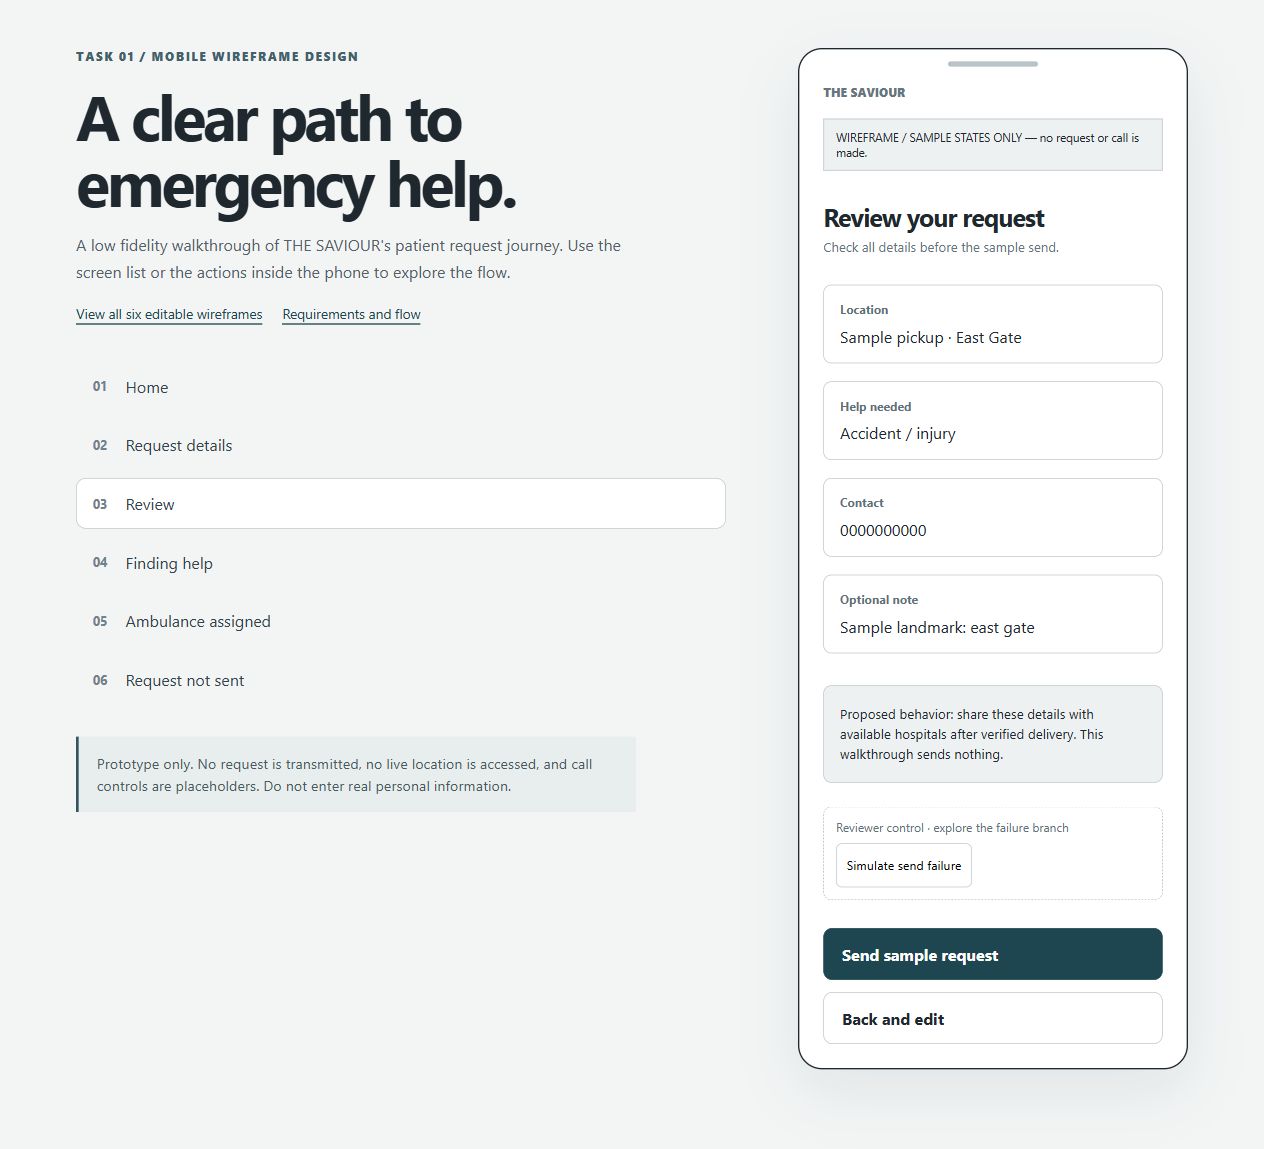 TASK 01 / MOBILE WIREFRAME DESIGN
A clear path to
emergency help.
A low fidelity walkthrough of THE SAVIOUR's patient request journey. Use the
screen list or the actions inside the phone to explore the flow.
View all six editable wireframes
Requirements and flow
01 Home
02 Request details
03 Review
04 Finding help
05 Ambulance assigned
06 Request not sent
Prototype only. No request is transmitted, no live location is accessed, and call
controls are placeholders. Do not enter real personal information.
THE SAVIOUR
WIREFRAME / SAMPLE STATES ONLY — no request or call is
made.
Review your request
Check all details before the sample send.
Location
Sample pickup · East Gate
Help needed
Accident / injury
Contact
0000000000
Optional note
Sample landmark: east gate
Proposed behavior: share these details with
available hospitals after verified delivery. This
walkthrough sends nothing.
Reviewer control · explore the failure branch
Simulate send failure
Send sample request
Back and edit